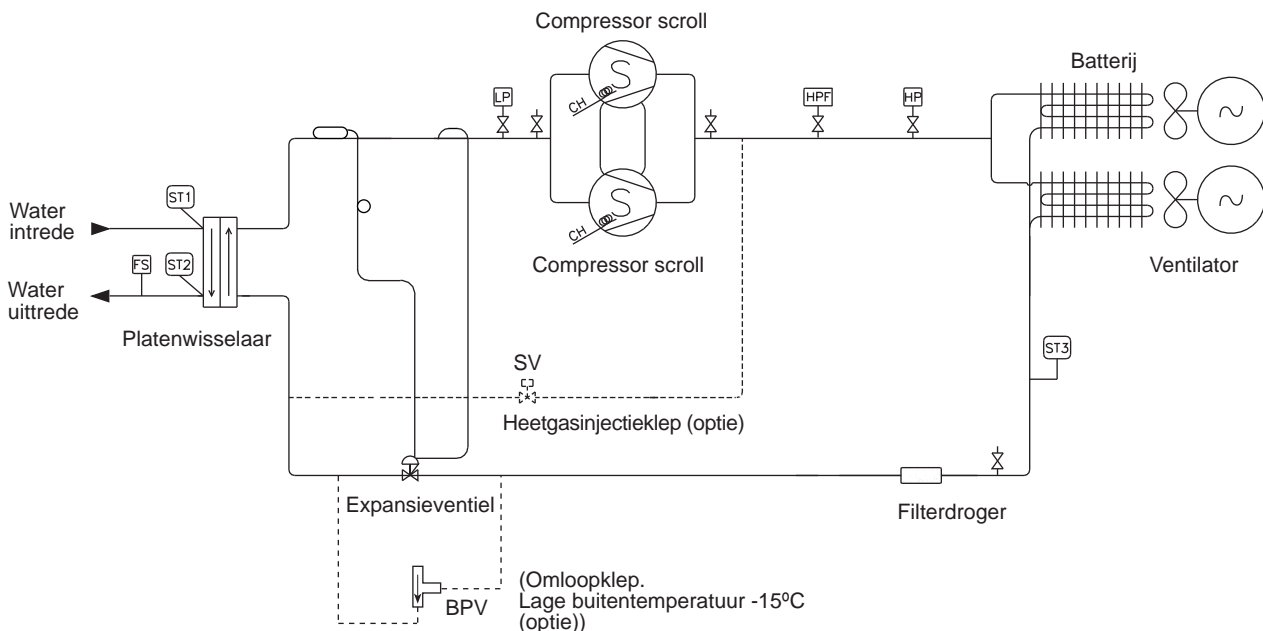 Compressor scroll
Batterij
LP
HPF
HP
S
CH
ST1
Water
intrede
S
CH
FS
ST2
Compressor scroll
Ventilator
Water
uittrede
Platenwisselaar
ST3
SV
Heetgasinjectieklep (optie)
Expansieventiel
Filterdroger
(Omloopklep.
Lage buitentemperatuur -15ºC
(optie))
BPV